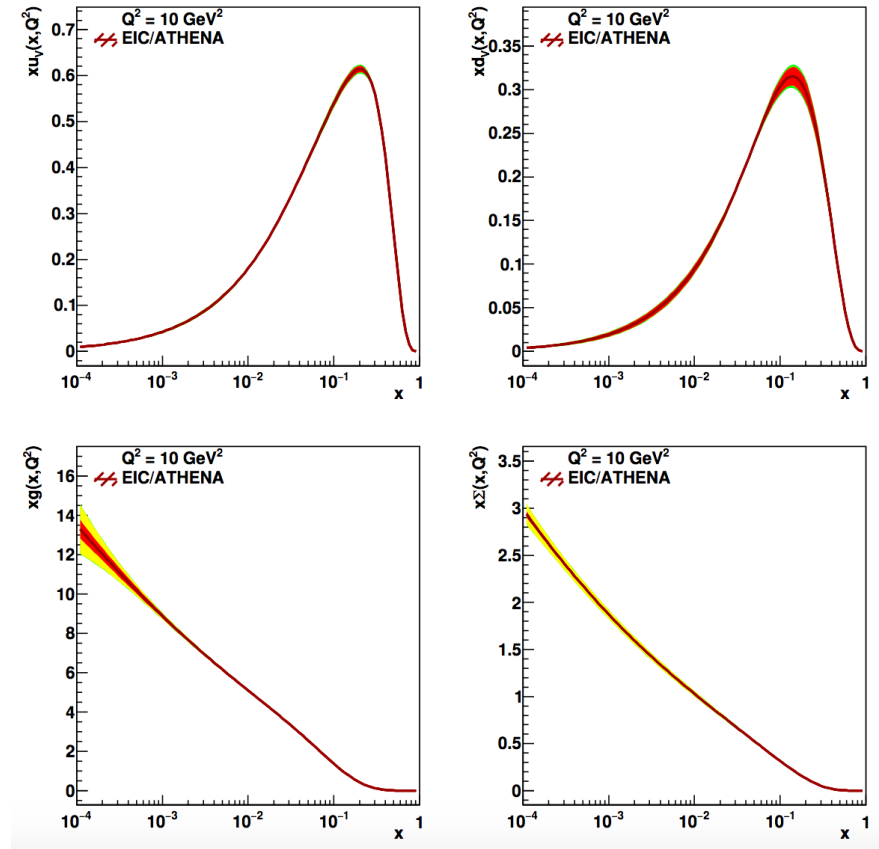 Q² = 10 GeV²
EIC/ATHENA
xu_V(x,Q²)
0.7
0.6
0.5
0.4
0.3
0.2
0.1
0
10⁻⁴ 10⁻³ 10⁻² 10⁻¹ 1
x
Q² = 10 GeV²
EIC/ATHENA
xd_V(x,Q²)
0.35
0.3
0.25
0.2
0.15
0.1
0.05
0
10⁻⁴ 10⁻³ 10⁻² 10⁻¹ 1
x
Q² = 10 GeV²
EIC/ATHENA
xg(x,Q²)
16
14
12
10
8
6
4
2
0
10⁻⁴ 10⁻³ 10⁻² 10⁻¹ 1
x
Q² = 10 GeV²
EIC/ATHENA
xΣ(x,Q²)
3.5
3
2.5
2
1.5
1
0.5
0
10⁻⁴ 10⁻³ 10⁻² 10⁻¹ 1
x